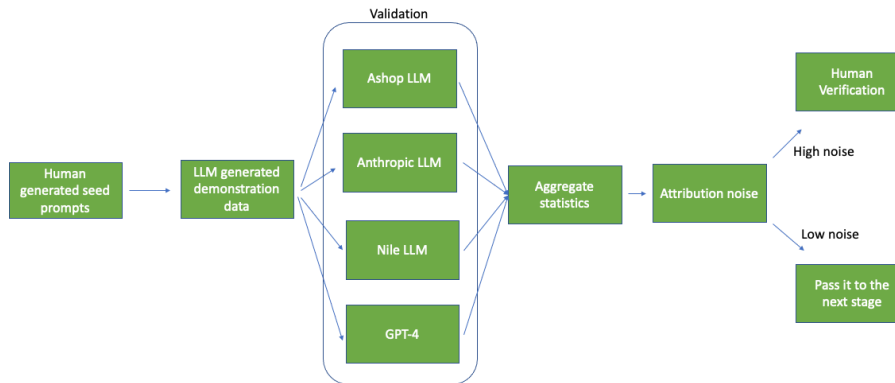 Validation
Ashop LLM
Anthropic LLM
Nile LLM
GPT-4
Human
generated seed
prompts
LLM generated
demonstration
data
Aggregate
statistics
Attribution noise
High noise
Low noise
Human
Verification
Pass it to the
next stage